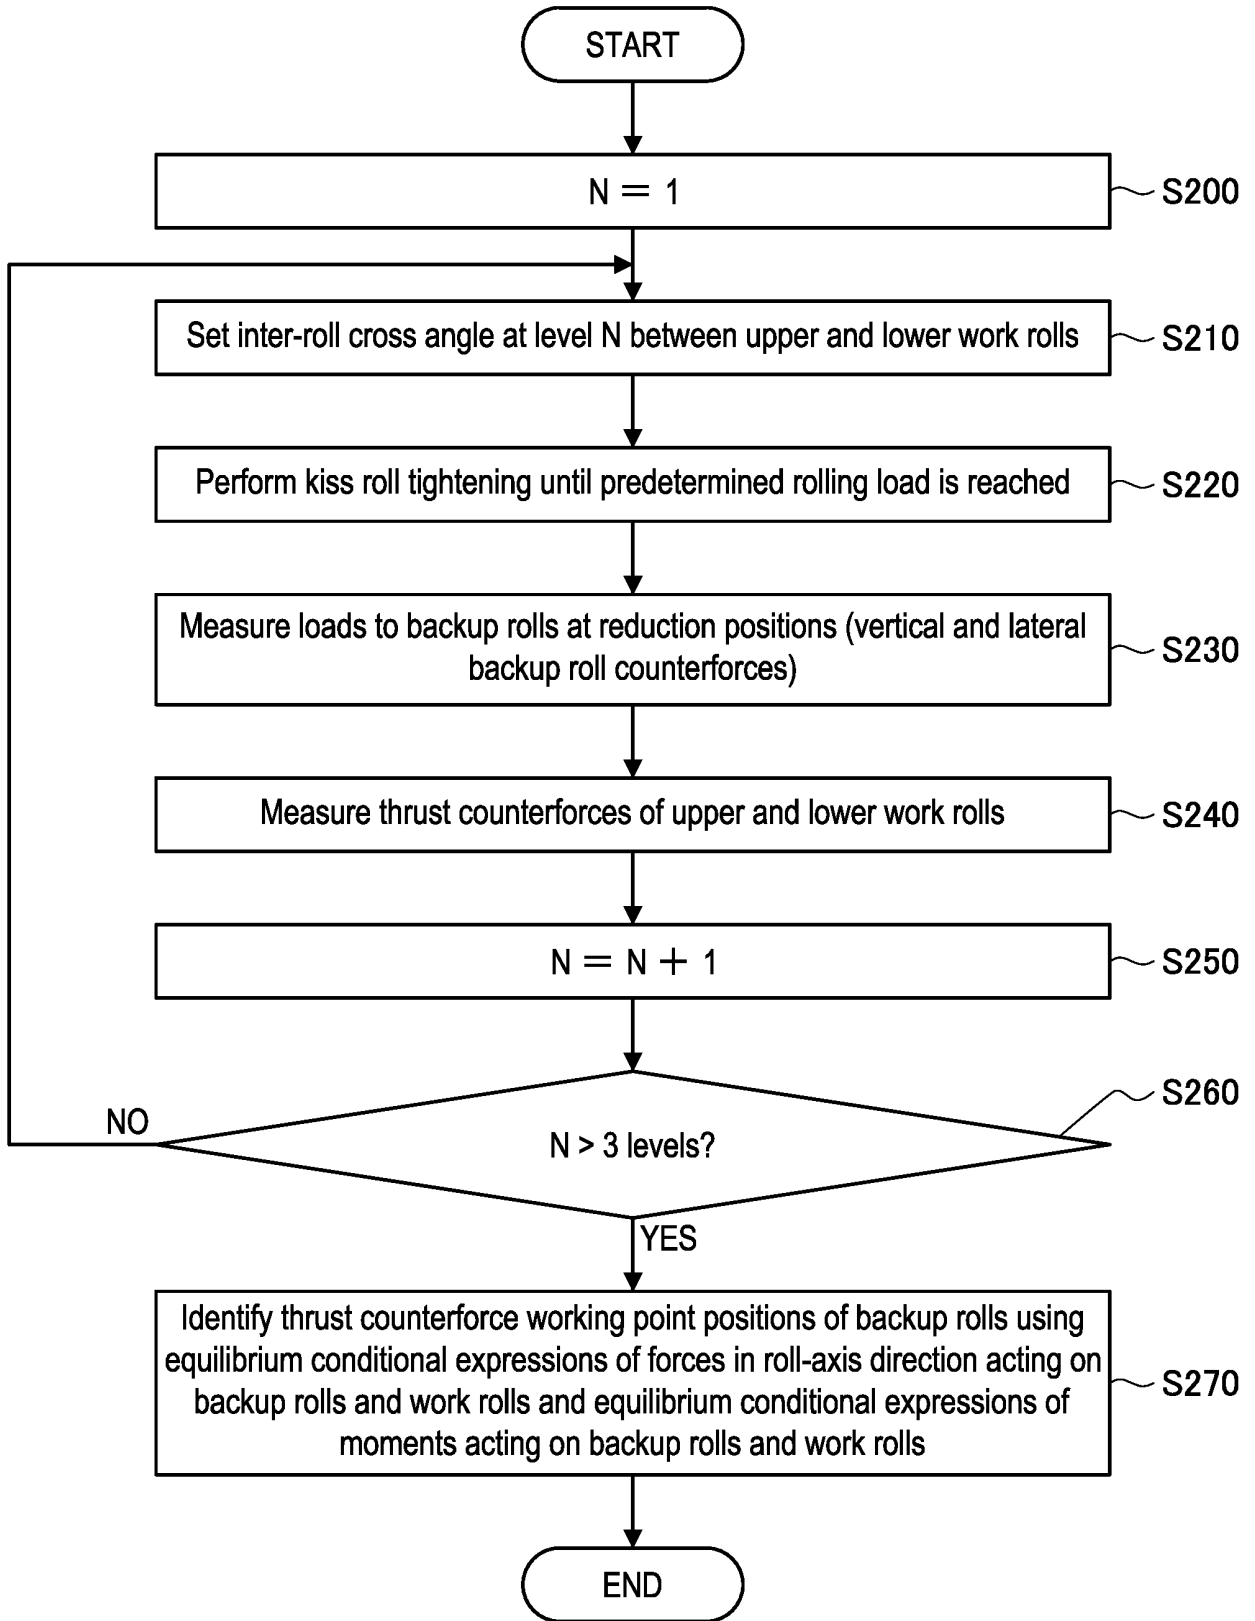 START
N = 1
S200
Set inter-roll cross angle at level N between upper and lower work rolls
S210
Perform kiss roll tightening until predetermined rolling load is reached
S220
Measure loads to backup rolls at reduction positions (vertical and lateral
backup roll counterforces)
S230
Measure thrust counterforces of upper and lower work rolls
S240
N = N + 1
S250
S260
NO
N > 3 levels?
YES
Identify thrust counterforce working point positions of backup rolls using
equilibrium conditional expressions of forces in roll-axis direction acting on
backup rolls and work rolls and equilibrium conditional expressions of
moments acting on backup rolls and work rolls
S270
END